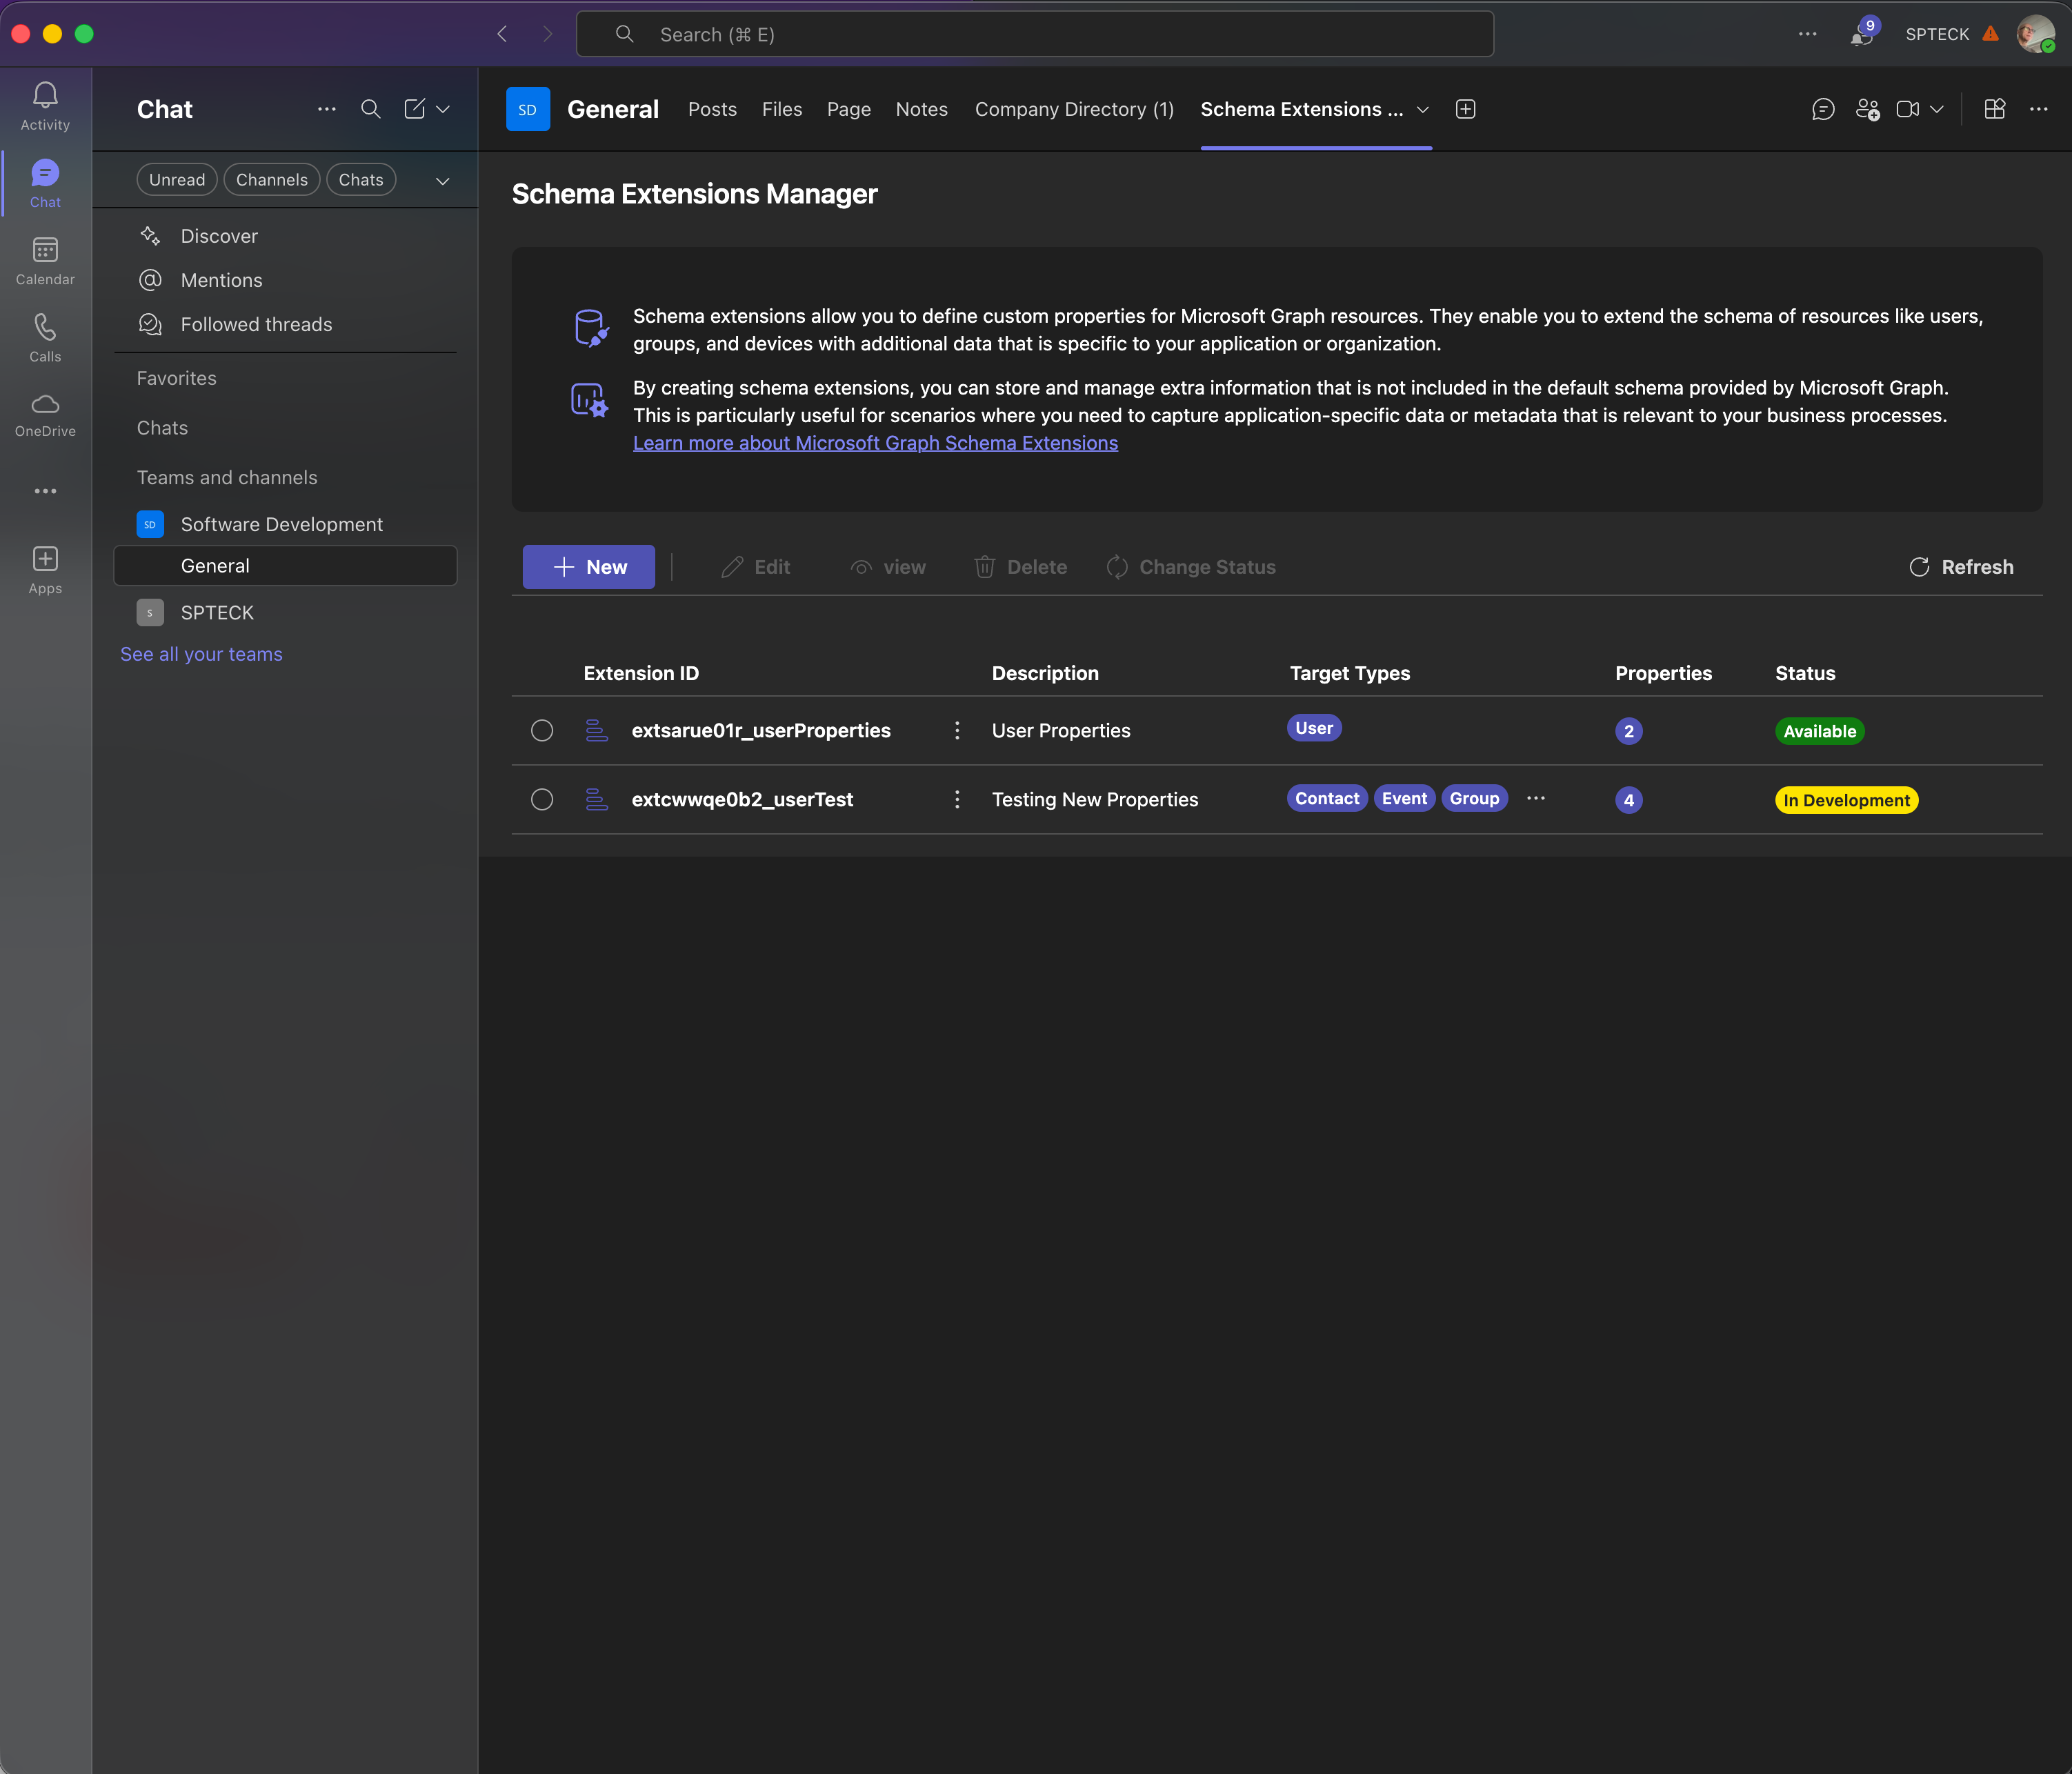 Search (⌘ E)
9
SPTECK
Activity
Chat
Calendar
Calls
OneDrive
Apps
Chat
Unread
Channels
Chats
Discover
Mentions
Followed threads
Favorites
Chats
Teams and channels
SD
Software Development
General
S
SPTECK
See all your teams
SD
General
Posts
Files
Page
Notes
Company Directory (1)
Schema Extensions ...
Schema Extensions Manager
Schema extensions allow you to define custom properties for Microsoft Graph resources. They enable you to extend the schema of resources like users,
groups, and devices with additional data that is specific to your application or organization.
By creating schema extensions, you can store and manage extra information that is not included in the default schema provided by Microsoft Graph.
This is particularly useful for scenarios where you need to capture application-specific data or metadata that is relevant to your business processes.
Learn more about Microsoft Graph Schema Extensions
New
Edit
view
Delete
Change Status
Refresh
Extension ID
Description
Target Types
Properties
Status
extsarue01r_userProperties
User Properties
User
2
Available
extcwwqe0b2_userTest
Testing New Properties
Contact
Event
Group
4
In Development